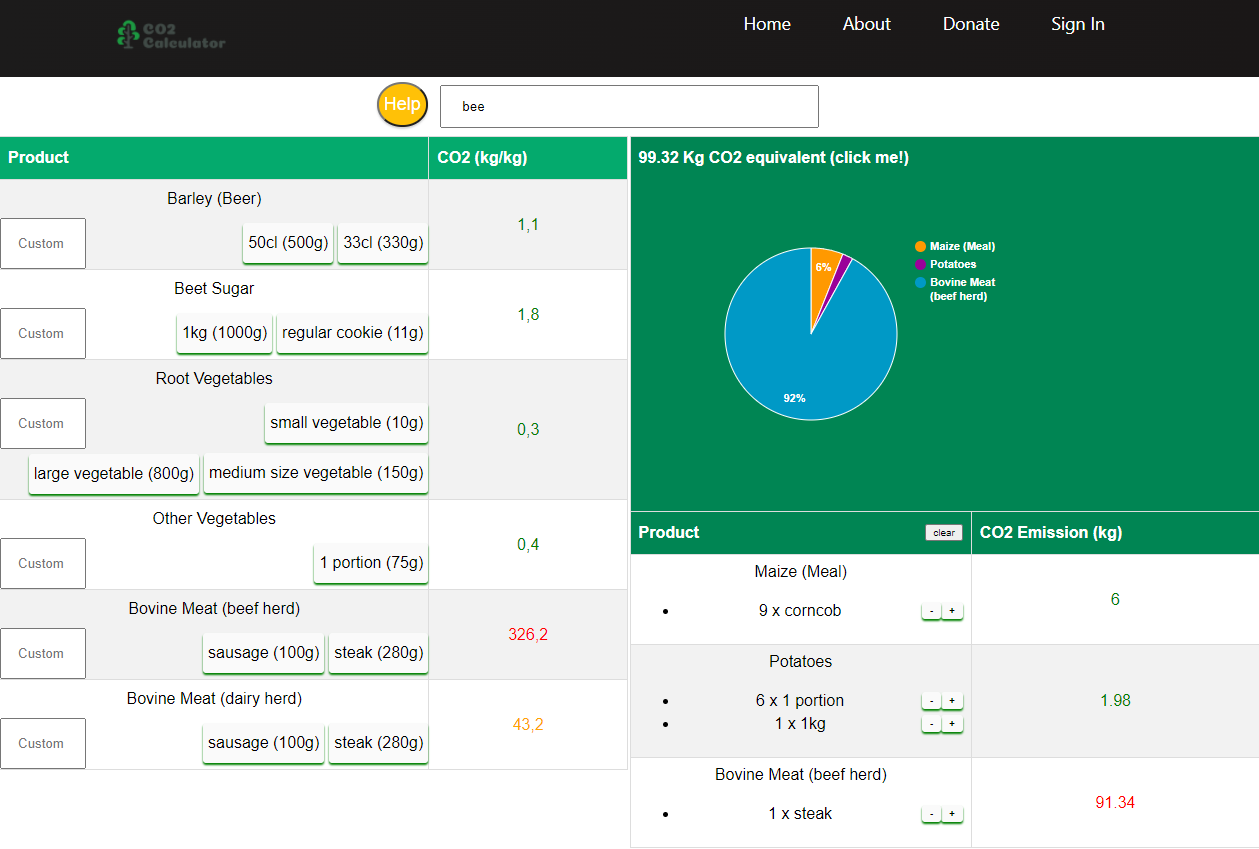 CO2
Calculator
Home
About
Donate
Sign In
Help
bee
Product
CO2 (kg/kg)
Barley (Beer)
Custom
50cl (500g)
33cl (330g)
1,1
Beet Sugar
Custom
1kg (1000g)
regular cookie (11g)
1,8
Root Vegetables
Custom
small vegetable (10g)
large vegetable (800g)
medium size vegetable (150g)
0,3
Other Vegetables
Custom
1 portion (75g)
0,4
Bovine Meat (beef herd)
Custom
sausage (100g)
steak (280g)
326,2
Bovine Meat (dairy herd)
Custom
sausage (100g)
steak (280g)
43,2
99.32 Kg CO2 equivalent (click me!)
6%
92%
Maize (Meal)
Potatoes
Bovine Meat
(beef herd)
Product
clear
CO2 Emission (kg)
Maize (Meal)
9 x corncob
-
+
6
Potatoes
6 x 1 portion
-
+
1 x 1kg
-
+
1.98
Bovine Meat (beef herd)
1 x steak
-
+
91.34